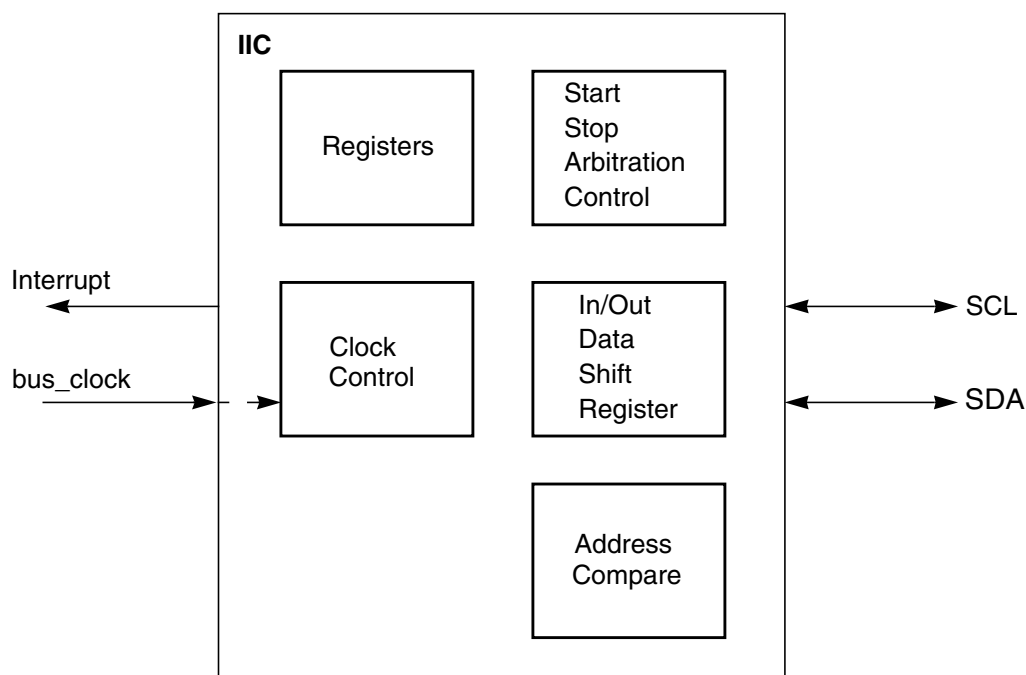 IIC
Registers
Start
Stop
Arbitration
Control
Interrupt
bus_clock
Clock
Control
In/Out
Data
Shift
Register
SCL
SDA
Address
Compare